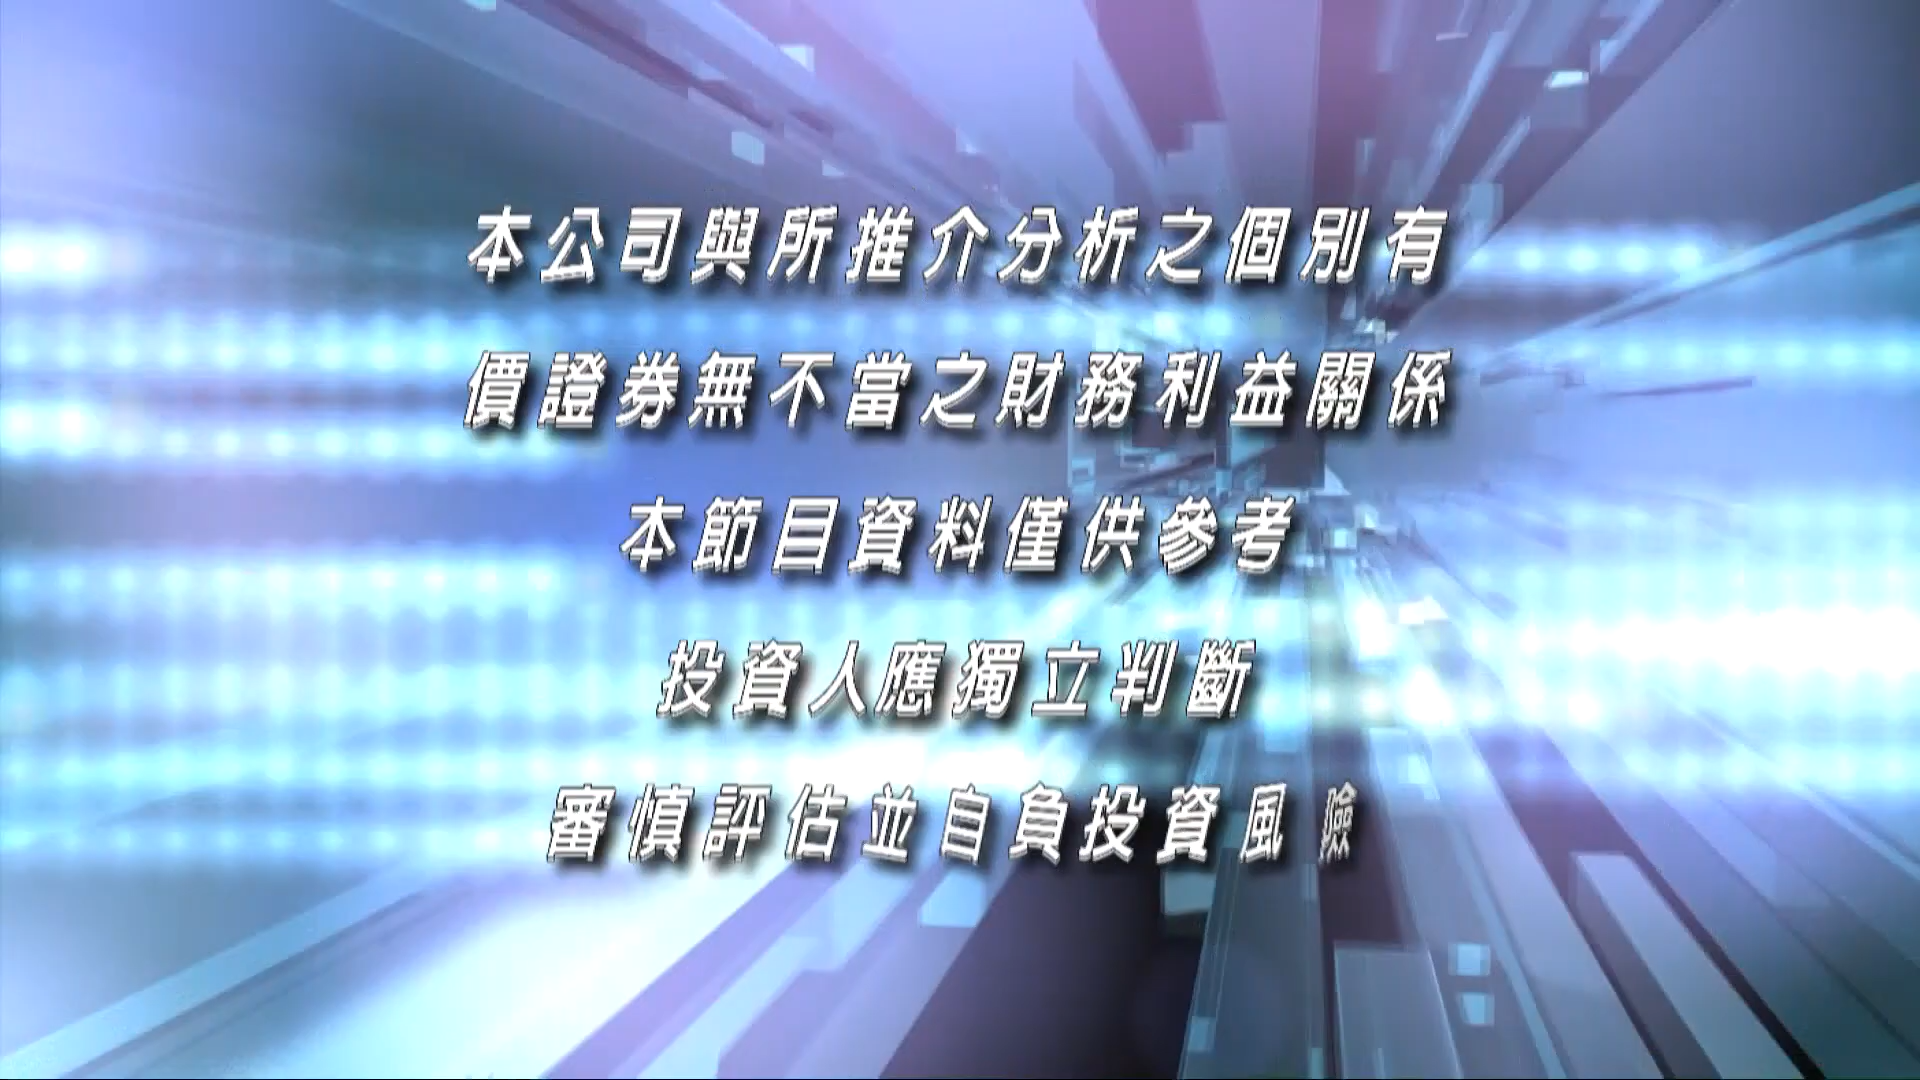 本公司與所推介分析之個別有
價證券無不當之財務利益關係
本節目資料僅供參考
投資人應獨立判斷
審慎評估並自負投資風險